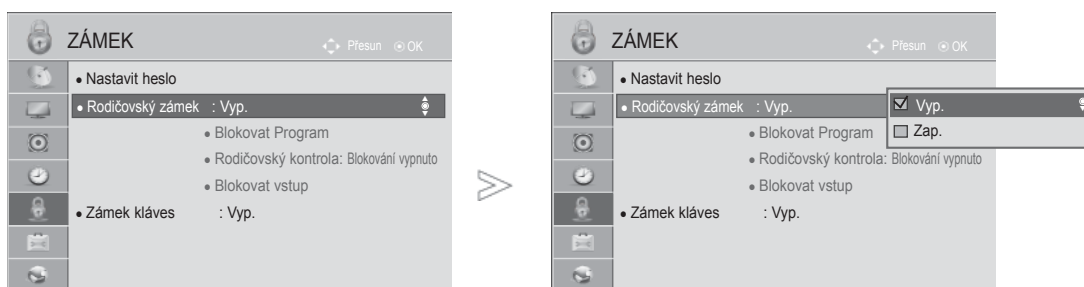 ZÁMEK
Přesun OK
• Nastavit heslo
• Rodičovský zámek : Vyp.
• Blokovat Program
• Rodičovský kontrola: Blokování vypnuto
• Blokovat vstup
• Zámek kláves : Vyp.
ZÁMEK
Přesun OK
• Nastavit heslo
• Rodičovský zámek : Vyp.
Vyp.
Zap.
• Blokovat Program
• Rodičovský kontrola: Blokování vypnuto
• Blokovat vstup
• Zámek kláves : Vyp.